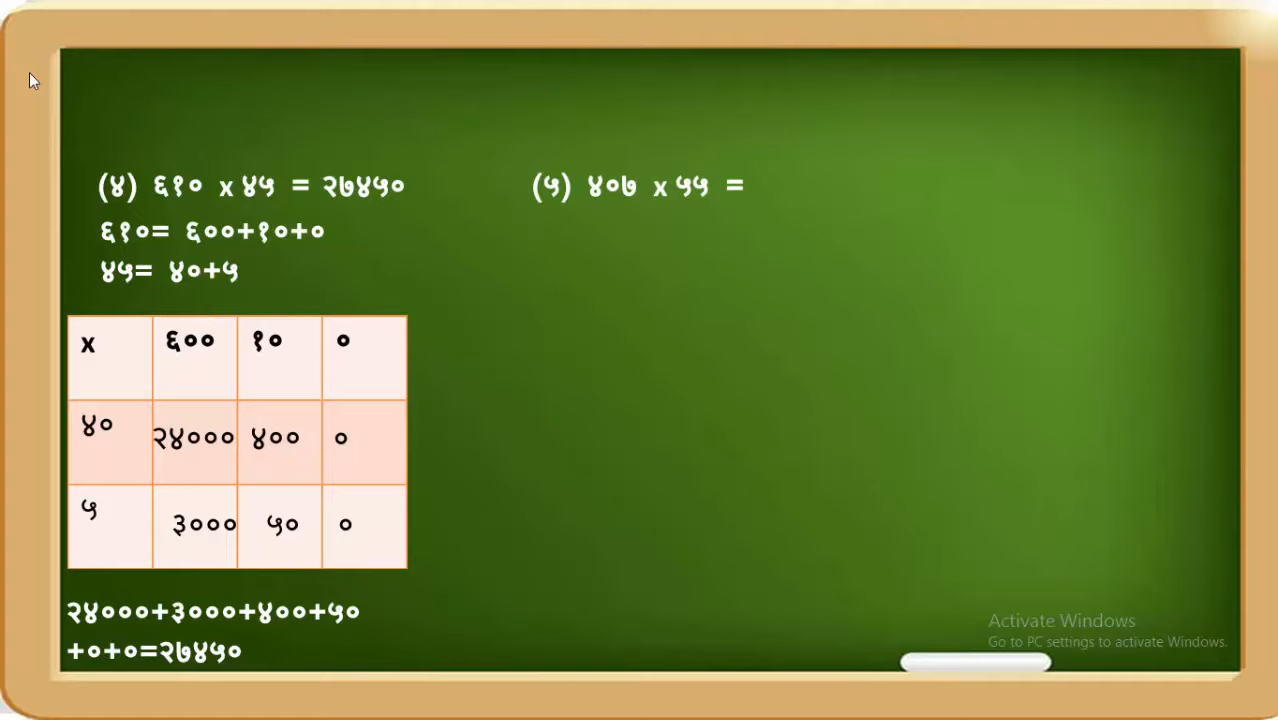 (४) ६१० x ४५ = २७४५०
६१०= ६००+१०+०
४५= ४०+५
x ६०० १० ०
४० २४००० ४०० ०
५ ३००० ५० ०
२४०००+३०००+४००+५०
+०+०=२७४५०
(५) ४०७ x ५५ =
Activate Windows
Go to PC settings to activate Windows.